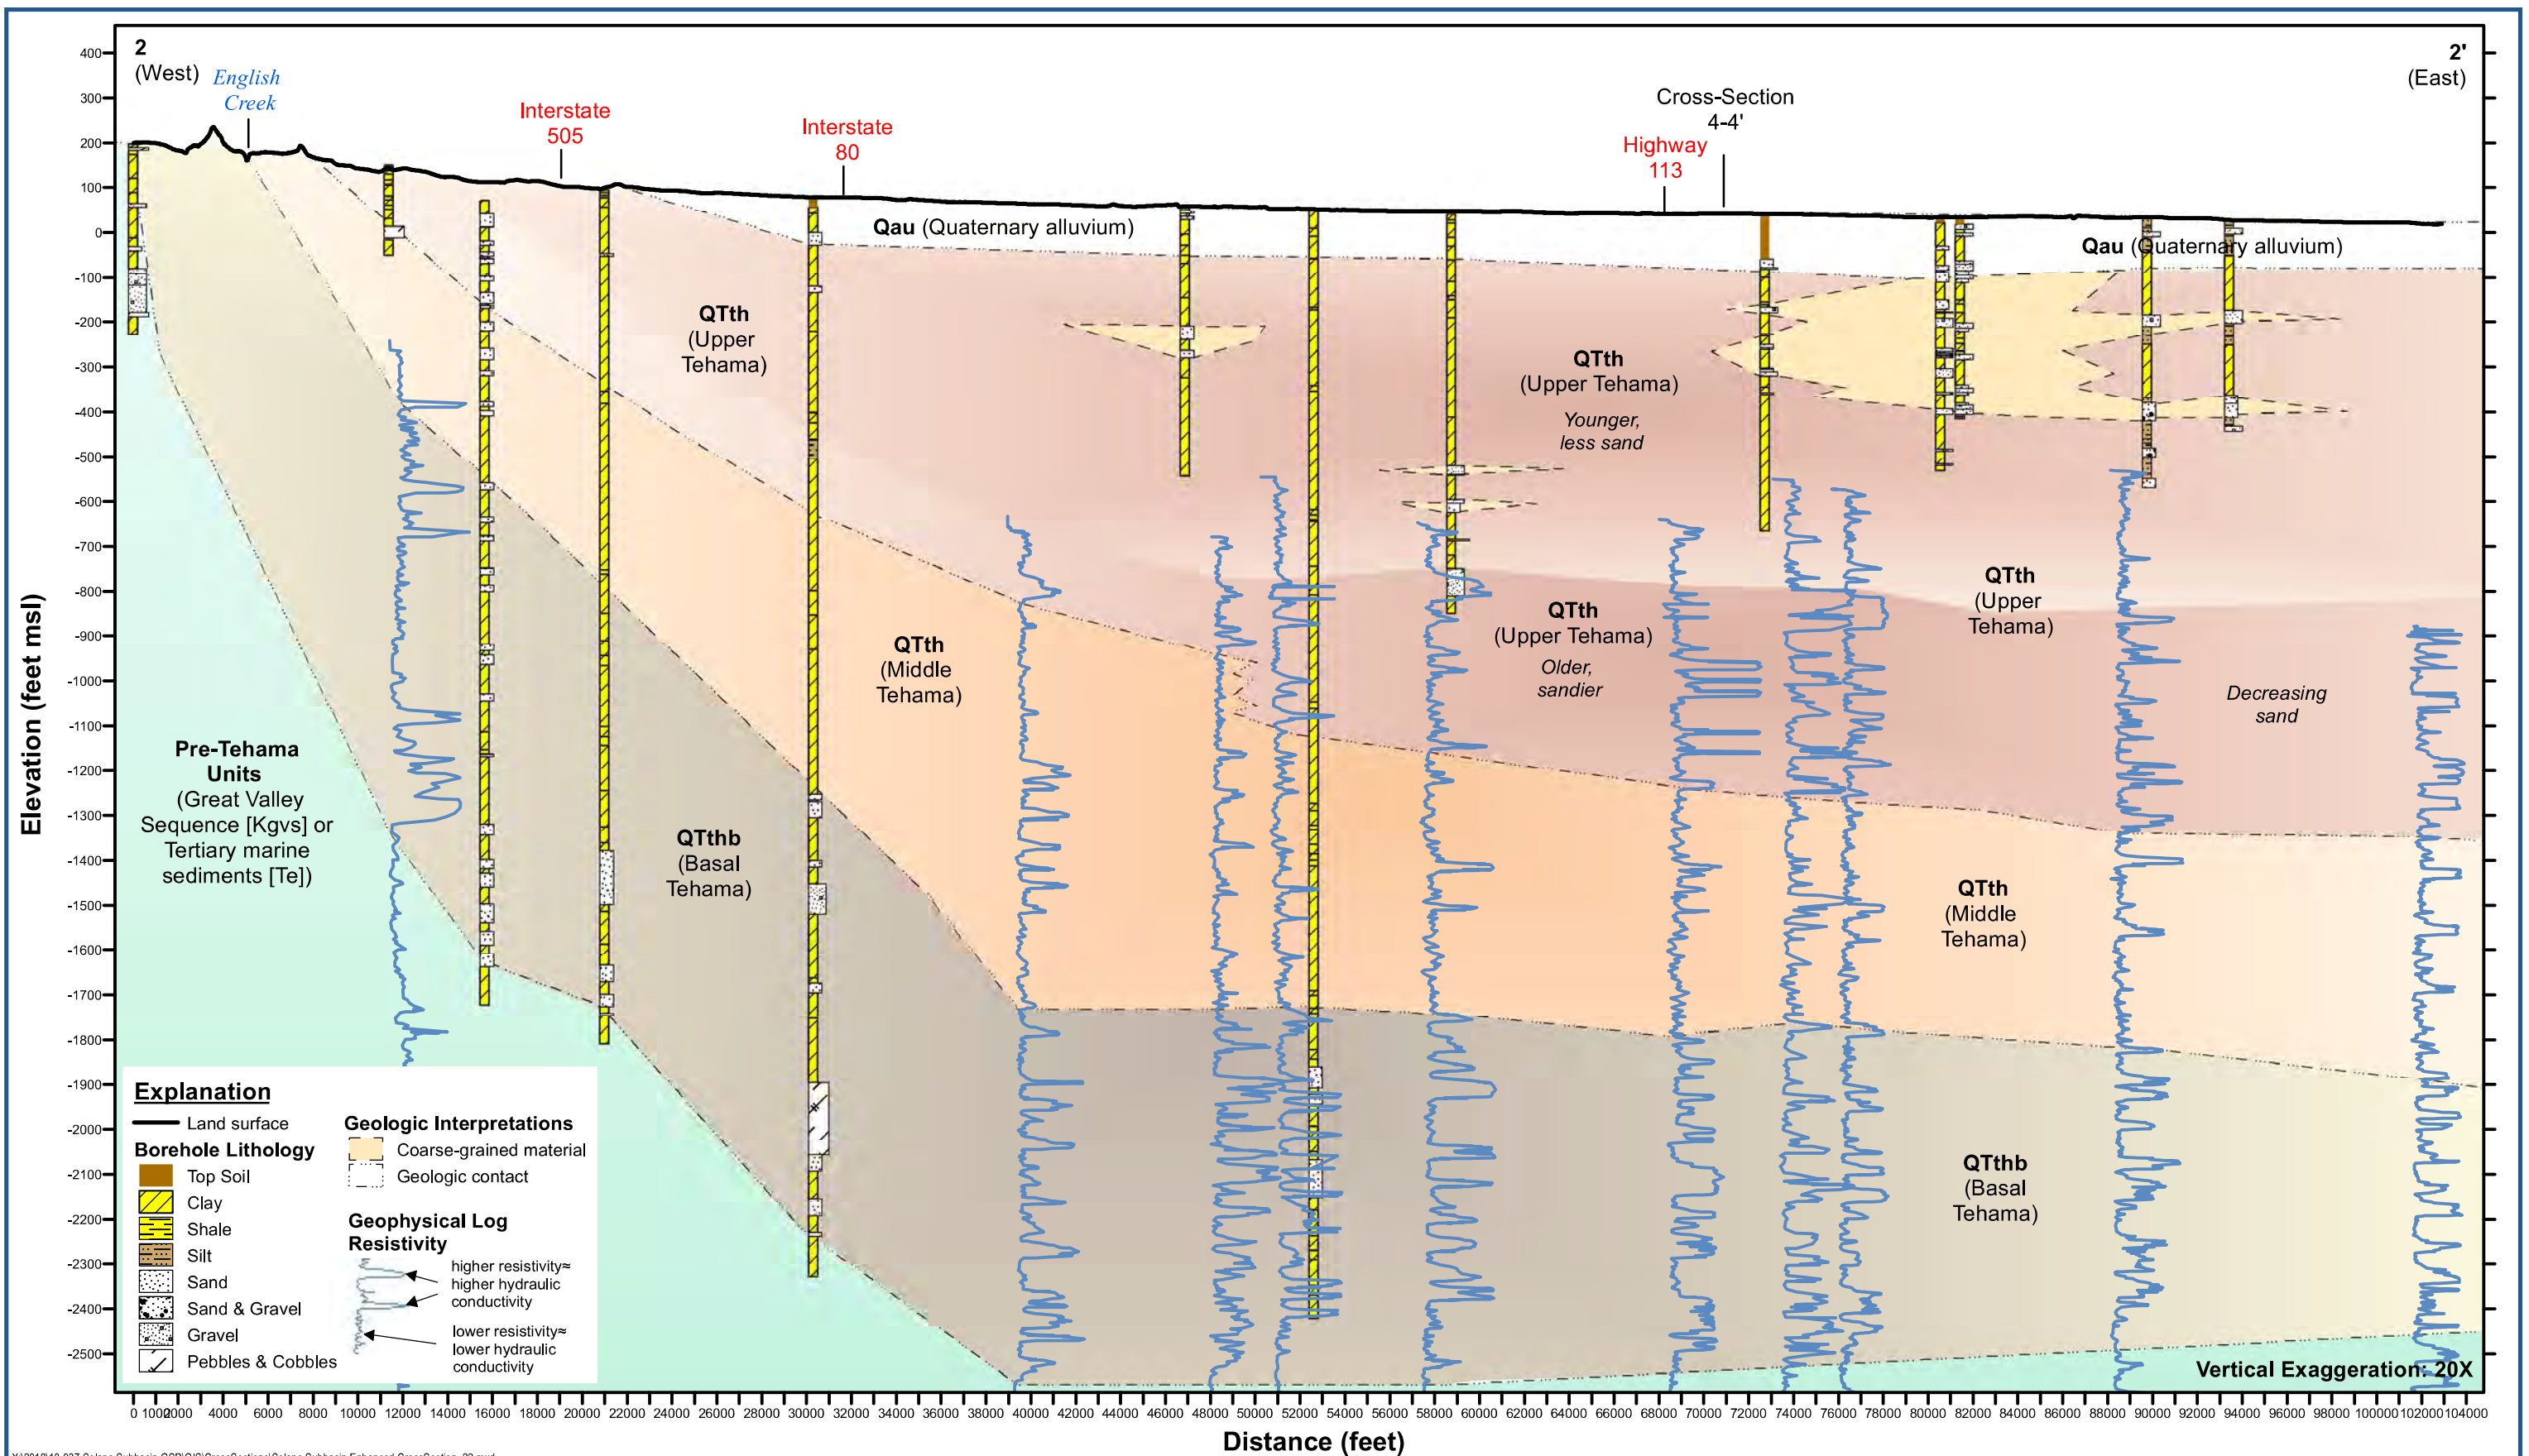 2
(West)
English
Creek
Interstate
505
Interstate
80
Highway
113
Cross-Section
4-4'
2'
(East)
Elevation (feet msl)
400
300
200
100
0
-100
-200
-300
-400
-500
-600
-700
-800
-900
-1000
-1100
-1200
-1300
-1400
-1500
-1600
-1700
-1800
-1900
-2000
-2100
-2200
-2300
-2400
-2500
Qau (Quaternary alluvium)
Qau (Quaternary alluvium)
QTth
(Upper
Tehama)
QTth
(Upper Tehama)
Younger,
less sand
QTth
(Upper Tehama)
Older,
sandier
QTth
(Upper
Tehama)
Decreasing
sand
QTth
(Middle
Tehama)
QTth
(Middle
Tehama)
Pre-Tehama
Units
(Great Valley
Sequence [Kgvs] or
Tertiary marine
sediments [Te])
QTthb
(Basal
Tehama)
QTthb
(Basal
Tehama)
Vertical Exaggeration: 20X
Explanation
Land surface
Borehole Lithology
Top Soil
Clay
Shale
Silt
Sand
Sand & Gravel
Gravel
Pebbles & Cobbles
Geologic Interpretations
Coarse-grained material
Geologic contact
Geophysical Log
Resistivity
higher resistivity≈
higher hydraulic
conductivity
lower resistivity≈
lower hydraulic
conductivity
0 1000 2000 4000 6000 8000 10000 12000 14000 16000 18000 20000 22000 24000 26000 28000 30000 32000 34000 36000 38000 40000 42000 44000 46000 48000 50000 52000 54000 56000 58000 60000 62000 64000 66000 68000 70000 72000 74000 76000 78000 80000 82000 84000 86000 88000 90000 92000 94000 96000 98000 100000 102000 104000
Distance (feet)